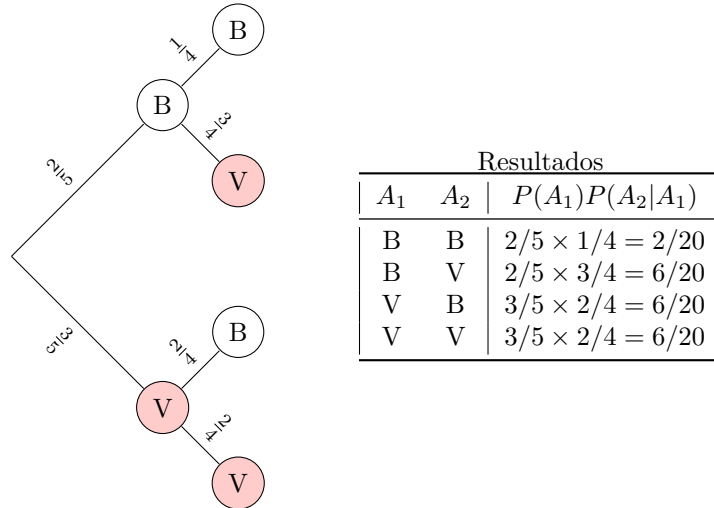 B
1/4
B
3/4
2/5
V
B
2/4
3/5
V
2/4
V
Resultados
A₁ A₂ P(A₁)P(A₂|A₁)
B B 2/5 × 1/4 = 2/20
B V 2/5 × 3/4 = 6/20
V B 3/5 × 2/4 = 6/20
V V 3/5 × 2/4 = 6/20